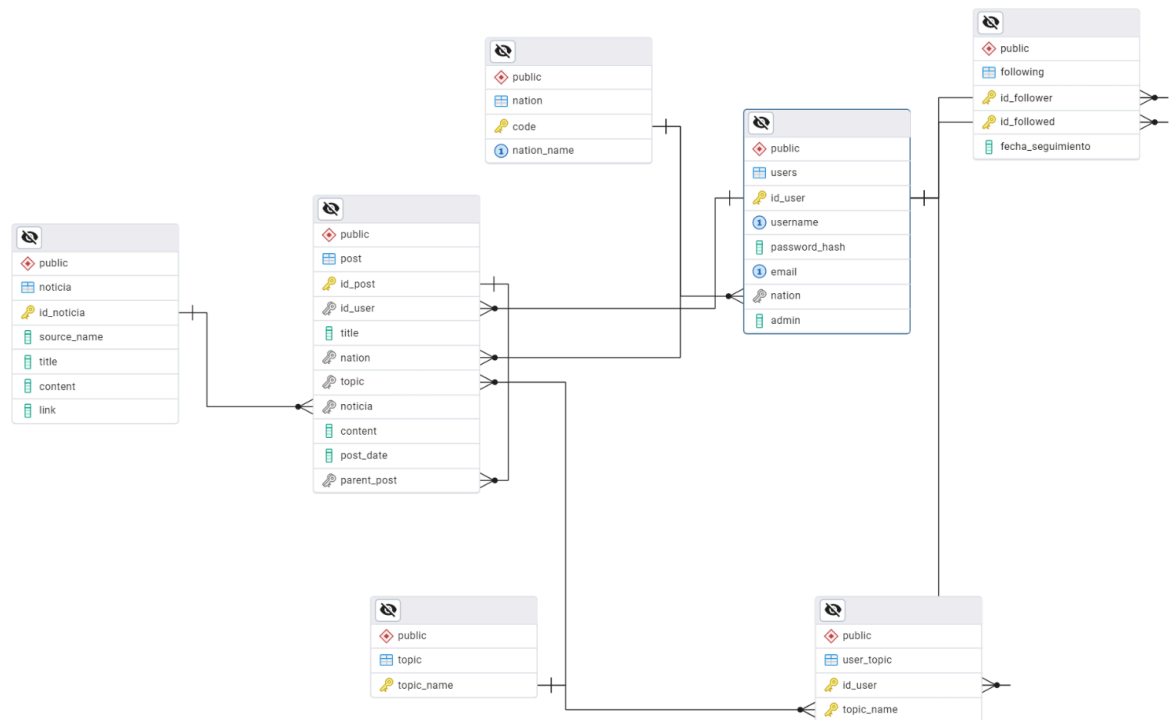 public
following
id_follower
id_followed
fecha_seguimiento
public
nation
code
nation_name
public
users
id_user
username
password_hash
email
nation
admin
public
post
id_post
id_user
title
nation
topic
noticia
content
post_date
parent_post
public
noticia
id_noticia
source_name
title
content
link
public
topic
topic_name
public
user_topic
id_user
topic_name